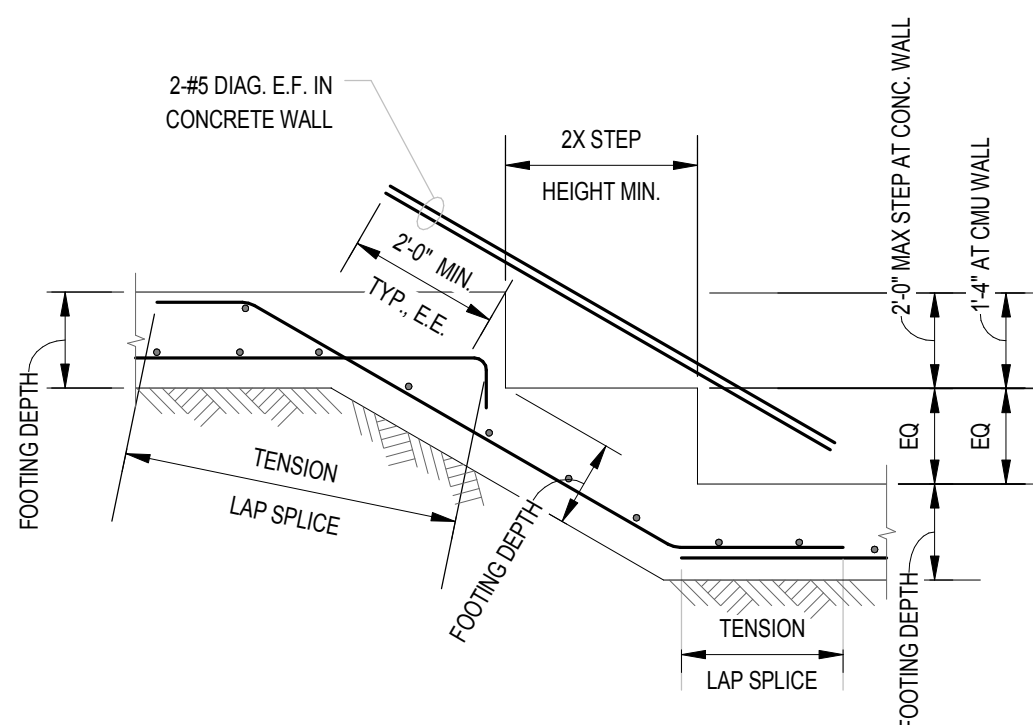 2-#5 DIAG. E.F. IN
CONCRETE WALL
2X STEP
HEIGHT MIN.
2'-0" MAX STEP AT CONC. WALL
1'-4" AT CMU WALL
2'-0" MIN.
TYP., E.E.
FOOTING DEPTH
TENSION
LAP SPLICE
FOOTING DEPTH
EQ
EQ
TENSION
LAP SPLICE
FOOTING DEPTH